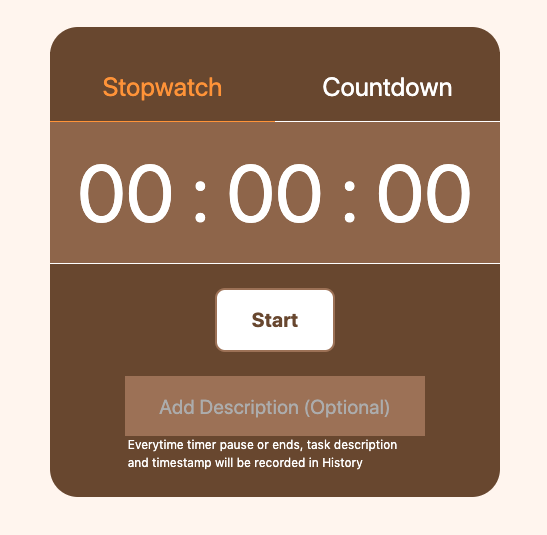 Stopwatch Countdown
00 : 00 : 00
Start
Add Description (Optional)
Everytime timer pause or ends, task description
and timestamp will be recorded in History